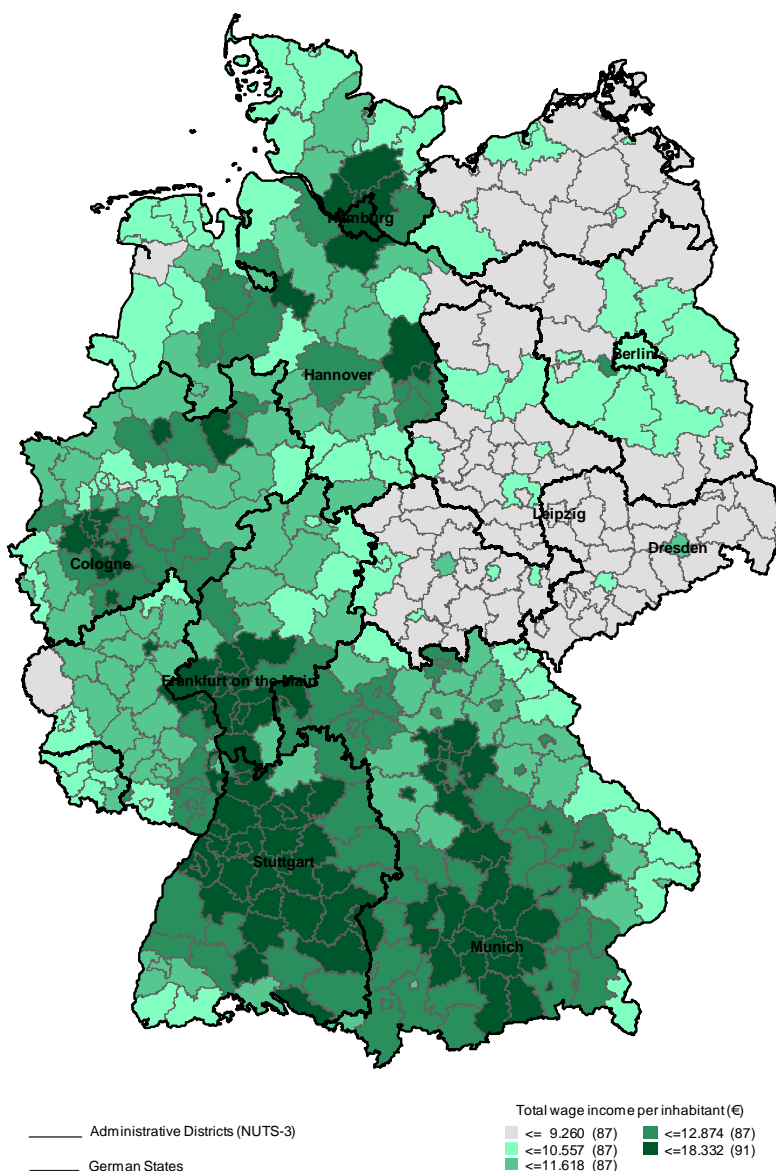 Hamburg
Berlin
Hannover
Leipzig
Dresden
Cologne
Frankfurt on the Main
Stuttgart
Munich
Total wage income per inhabitant (€)
Administrative Districts (NUTS-3)
<= 9.260 (87) <=12.874 (87)
<=10.557 (87) <=18.332 (91)
German States <=11.618 (87)